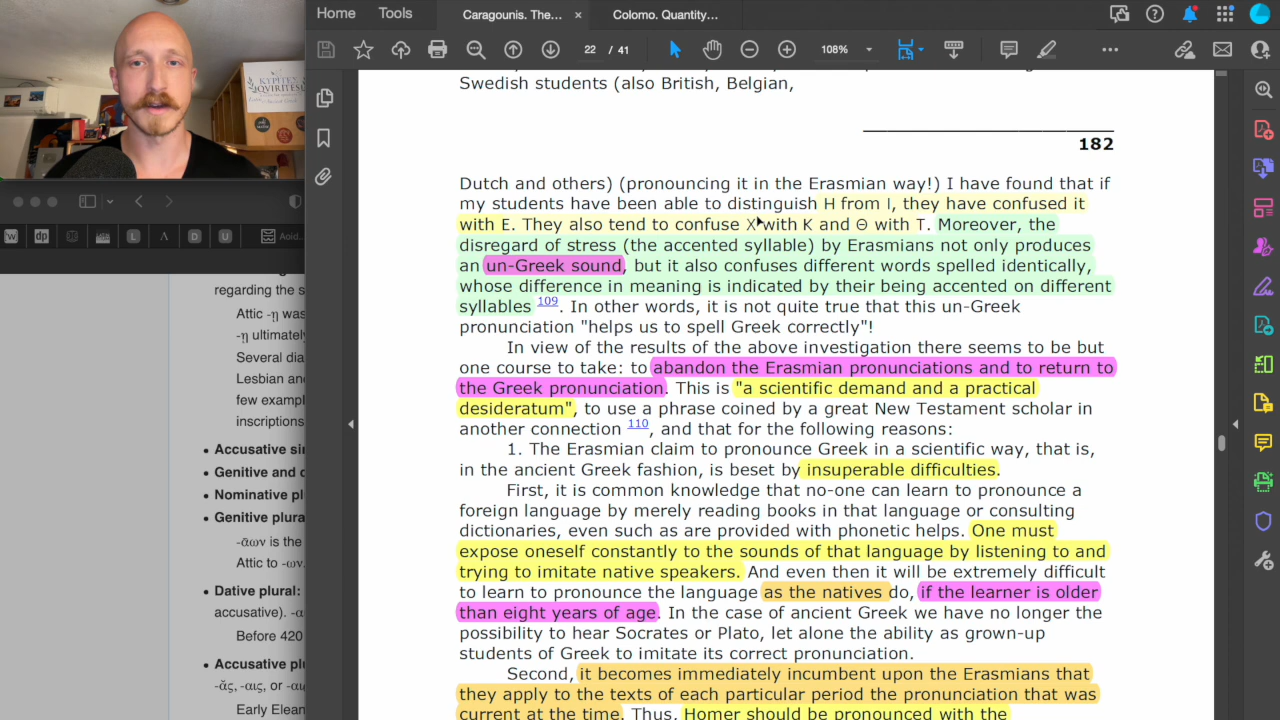 Home Tools Caragounis. The... × Colomo. Quantity...
22 / 41 108%
Swedish students (also British, Belgian,
182
Dutch and others) (pronouncing it in the Erasmian way!) I have found that if
my students have been able to distinguish H from I, they have confused it
with E. They also tend to confuse X with K and Θ with T. Moreover, the
disregard of stress (the accented syllable) by Erasmians not only produces
an un-Greek sound, but it also confuses different words spelled identically,
whose difference in meaning is indicated by their being accented on different
syllables 109. In other words, it is not quite true that this un-Greek
pronunciation "helps us to spell Greek correctly"!
In view of the results of the above investigation there seems to be but
one course to take: to abandon the Erasmian pronunciations and to return to
the Greek pronunciation. This is "a scientific demand and a practical
desideratum", to use a phrase coined by a great New Testament scholar in
another connection 110, and that for the following reasons:
1. The Erasmian claim to pronounce Greek in a scientific way, that is,
in the ancient Greek fashion, is beset by insuperable difficulties.
First, it is common knowledge that no-one can learn to pronounce a
foreign language by merely reading books in that language or consulting
dictionaries, even such as are provided with phonetic helps. One must
expose oneself constantly to the sounds of that language by listening to and
trying to imitate native speakers. And even then it will be extremely difficult
to learn to pronounce the language as the natives do, if the learner is older
than eight years of age. In the case of ancient Greek we have no longer the
possibility to hear Socrates or Plato, let alone the ability as grown-up
students of Greek to imitate its correct pronunciation.
Second, it becomes immediately incumbent upon the Erasmians that
they apply to the texts of each particular period the pronunciation that was
current at the time. Thus, Homer should be pronounced with the
ΚΥΡΙΤΕΣ
IQVIRITES
W dp L Λ D U Aoid...
regarding the s
Attic -ῃ was
-ῃ ultimately
Several dia
Lesbian an
few exampl
inscriptions
• Accusative si
• Genitive and d
• Nominative pl
• Genitive plura
-ᾱων is the
Attic to -ων.
• Dative plural:
accusative). -α
Before 420
• Accusative plu
-ᾰς, -αις, or -αι
Early Elean